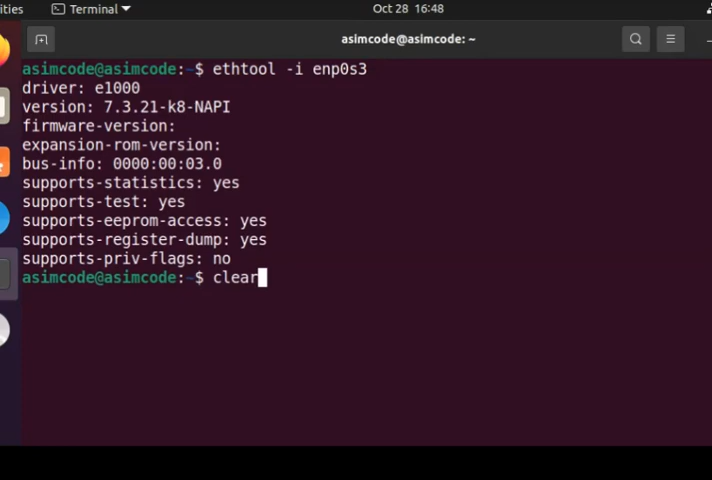 ities
Terminal
Oct 28 16:48
asimcode@asimcode: ~
asimcode@asimcode:~$ ethtool -i enp0s3
driver: e1000
version: 7.3.21-k8-NAPI
firmware-version:
expansion-rom-version:
bus-info: 0000:00:03.0
supports-statistics: yes
supports-test: yes
supports-eeprom-access: yes
supports-register-dump: yes
supports-priv-flags: no
asimcode@asimcode:~$ clear